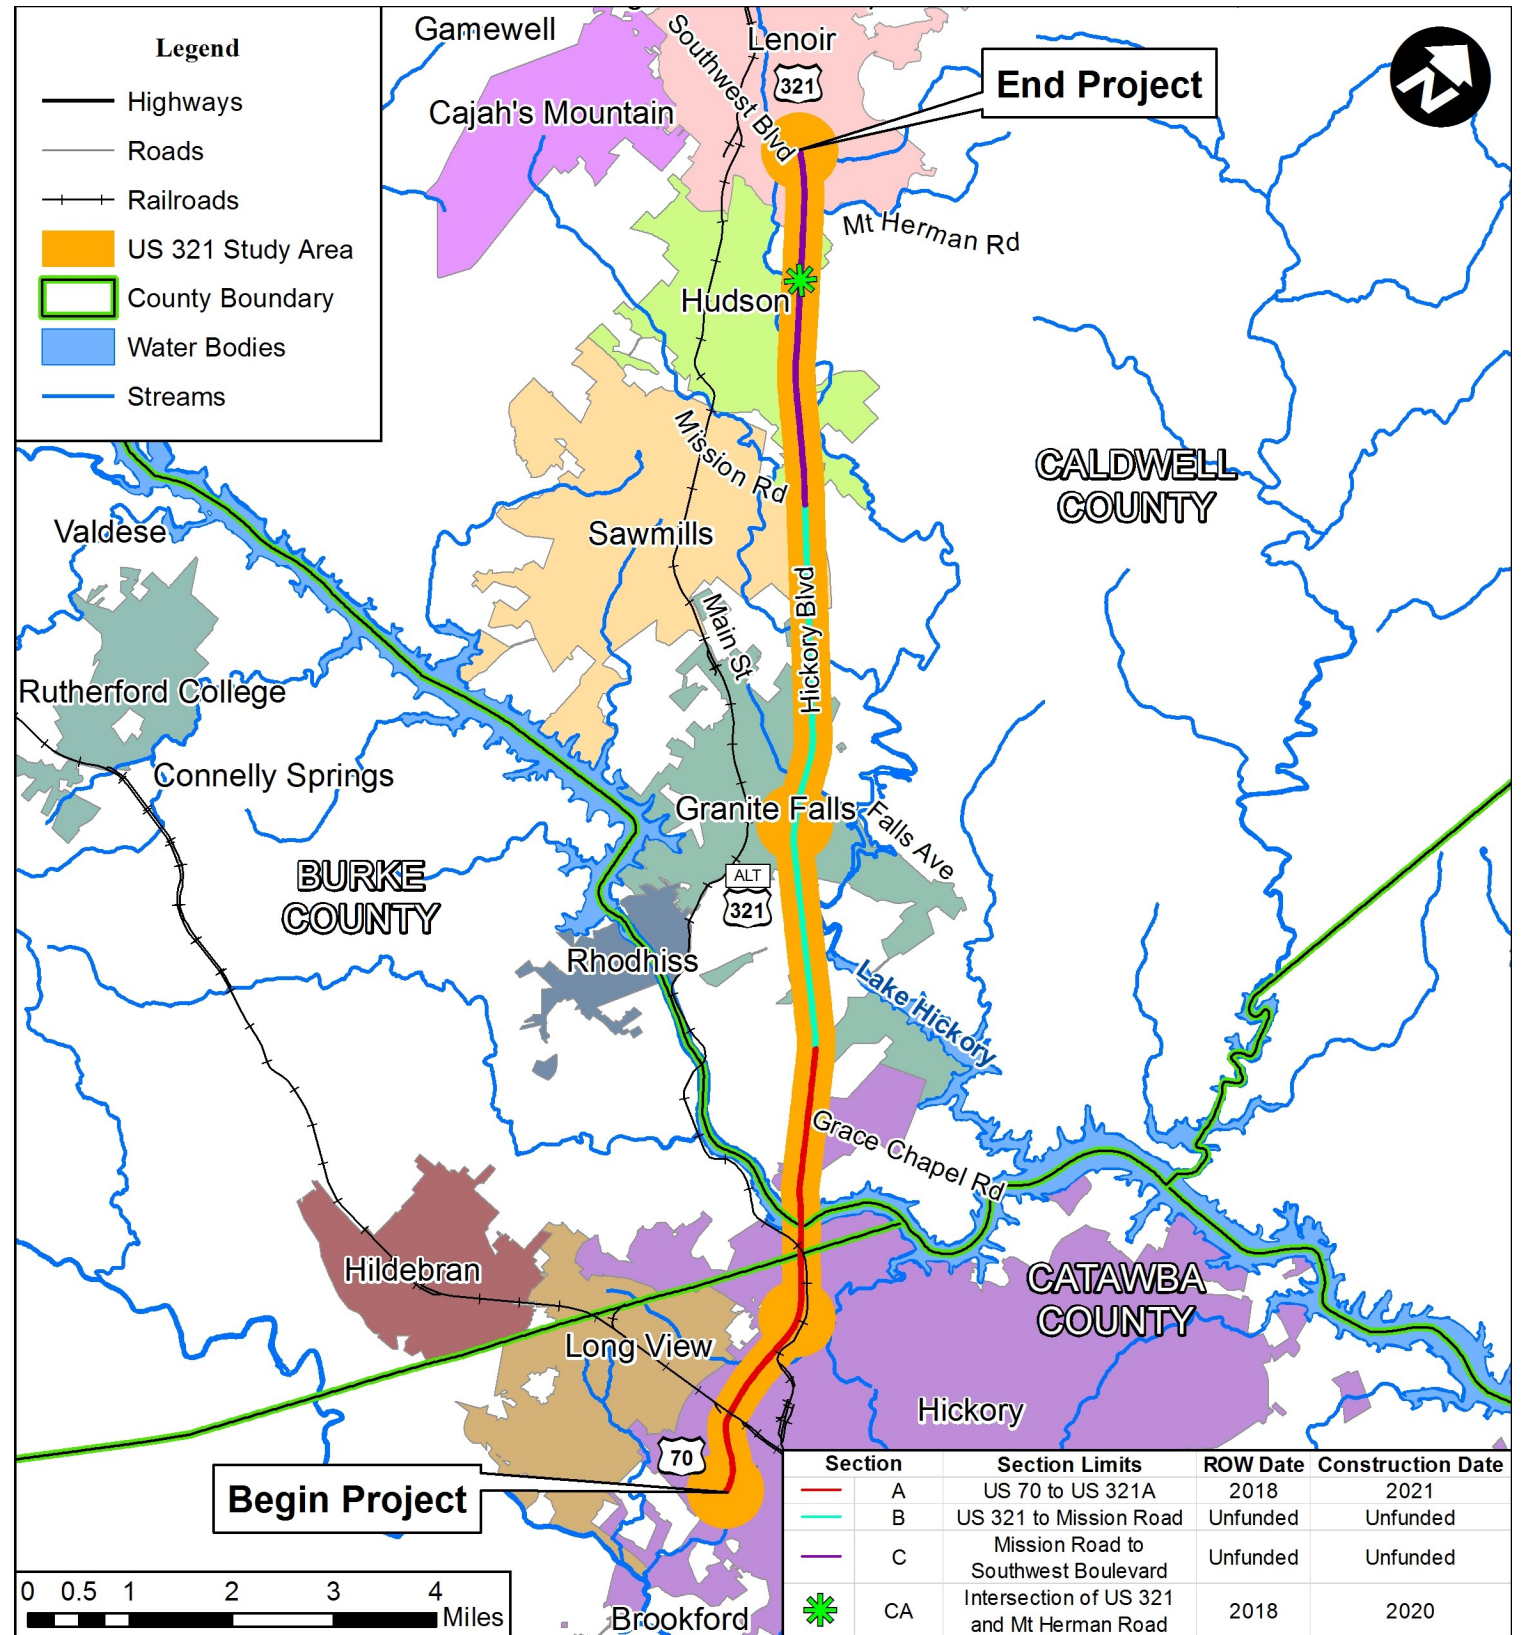 Legend
Highways
Roads
Railroads
US 321 Study Area
County Boundary
Water Bodies
Streams
Gamewell
Cajah's Mountain
Southwest Blvd
Lenoir
321
End Project
N
Mt Herman Rd
Hudson
Mission Rd
CALDWELL
COUNTY
Valdese
Sawmills
Hickory Blvd
Main St
Rutherford College
Connelly Springs
Granite Falls
Falls Ave
BURKE
COUNTY
ALT
321
Rhodhiss
Lake Hickory
Grace Chapel Rd
Hildebran
CATAWBA
COUNTY
Long View
Hickory
70
Begin Project
Brookford
0 0.5 1 2 3 4
Miles
Section Section Limits ROW Date Construction Date
A US 70 to US 321A 2018 2021
B US 321 to Mission Road Unfunded Unfunded
C Mission Road to
Southwest Boulevard Unfunded Unfunded
CA Intersection of US 321
and Mt Herman Road 2018 2020